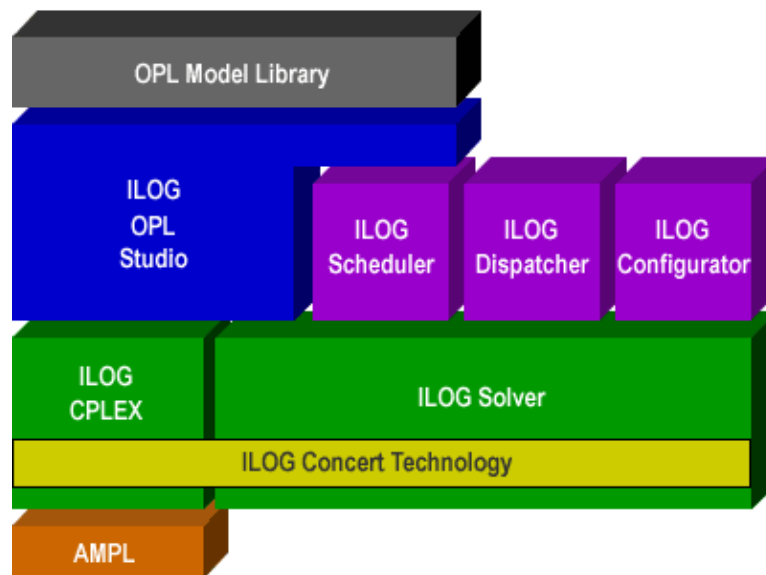 OPL Model Library
ILOG
OPL
Studio
ILOG
Scheduler
ILOG
Dispatcher
ILOG
Configurator
ILOG
CPLEX
ILOG Solver
ILOG Concert Technology
AMPL